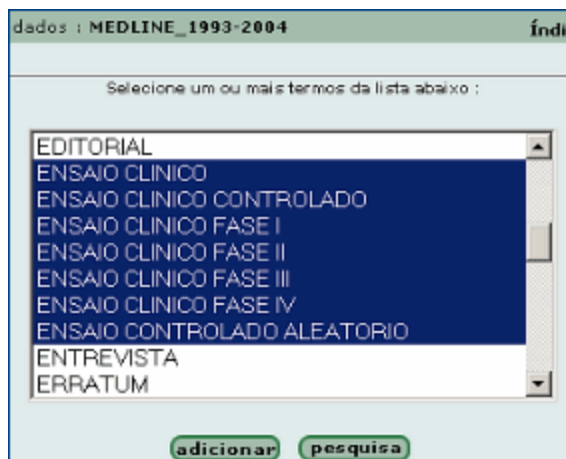 dados : MEDLINE_1993-2004 Índi
Selecione um ou mais termos da lista abaixo :
EDITORIAL
ENSAIO CLINICO
ENSAIO CLINICO CONTROLADO
ENSAIO CLINICO FASE I
ENSAIO CLINICO FASE II
ENSAIO CLINICO FASE III
ENSAIO CLINICO FASE IV
ENSAIO CONTROLADO ALEATORIO
ENTREVISTA
ERRATUM
adicionar pesquisa